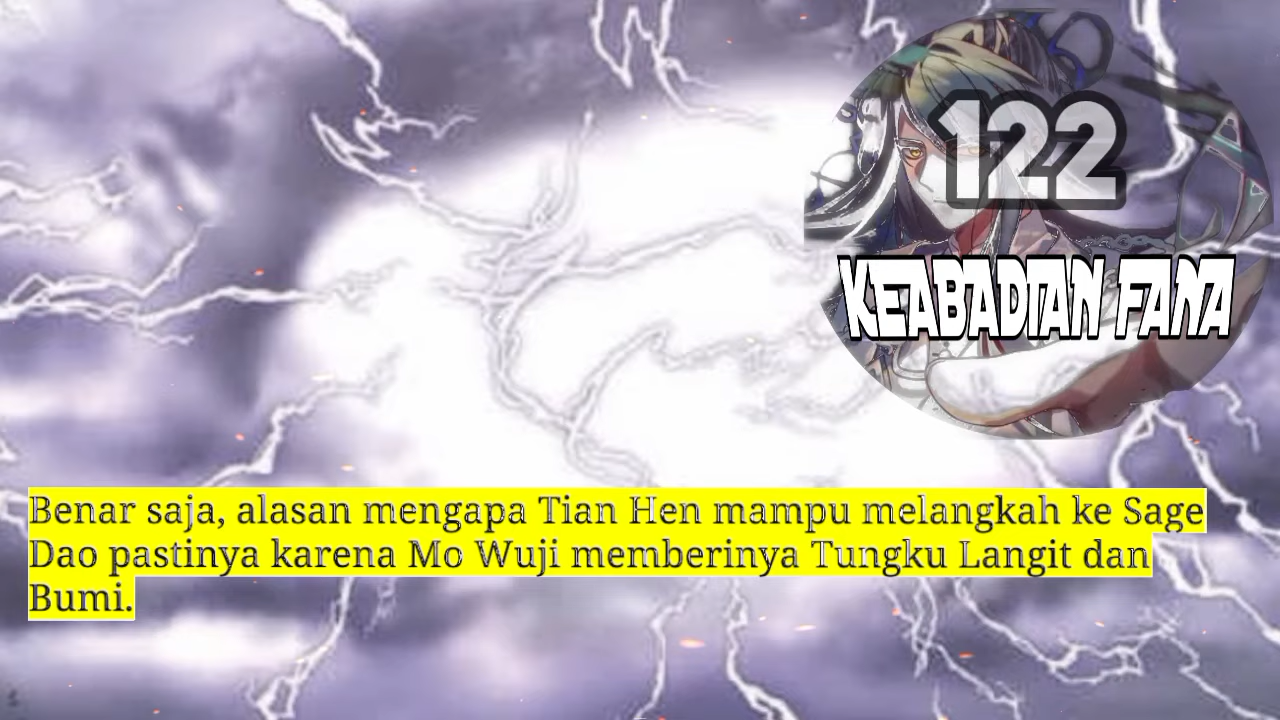 122
KEABADIAN FANA
Benar saja, alasan mengapa Tian Hen mampu melangkah ke Sage
Dao pastinya karena Mo Wuji memberinya Tungku Langit dan
Bumi.